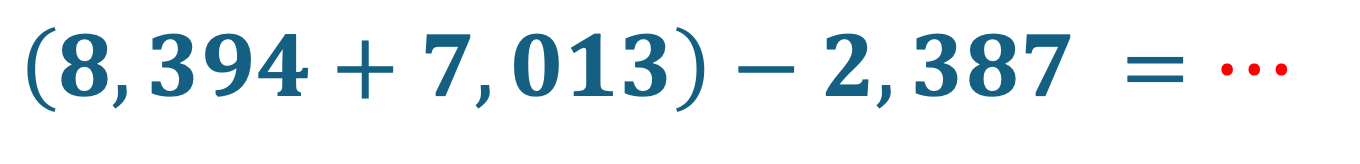 (8,394 + 7,013) − 2,387 = ⋯